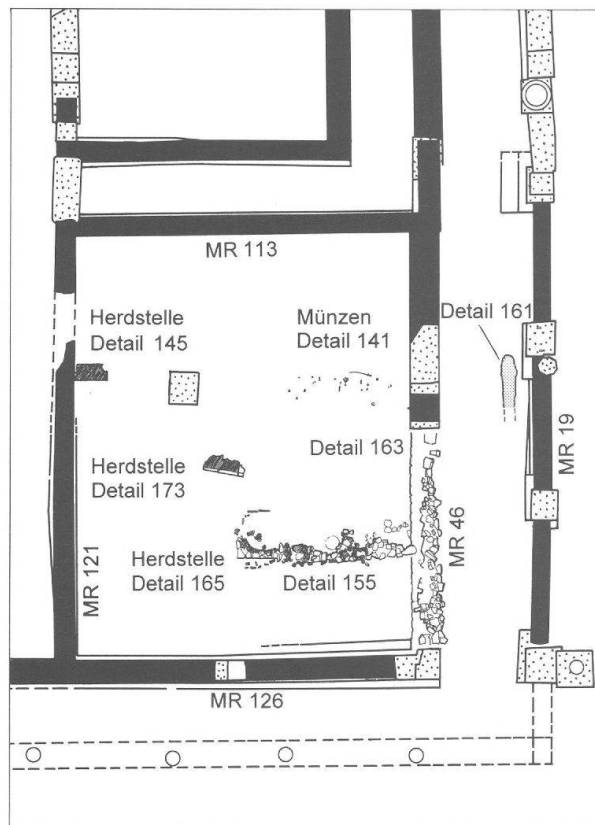 MR 113
Herdstelle
Detail 145
Münzen
Detail 141
Detail 161
MR 19
Detail 163
Herdstelle
Detail 173
MR 46
Herdstelle
Detail 165
Detail 155
MR 121
MR 126